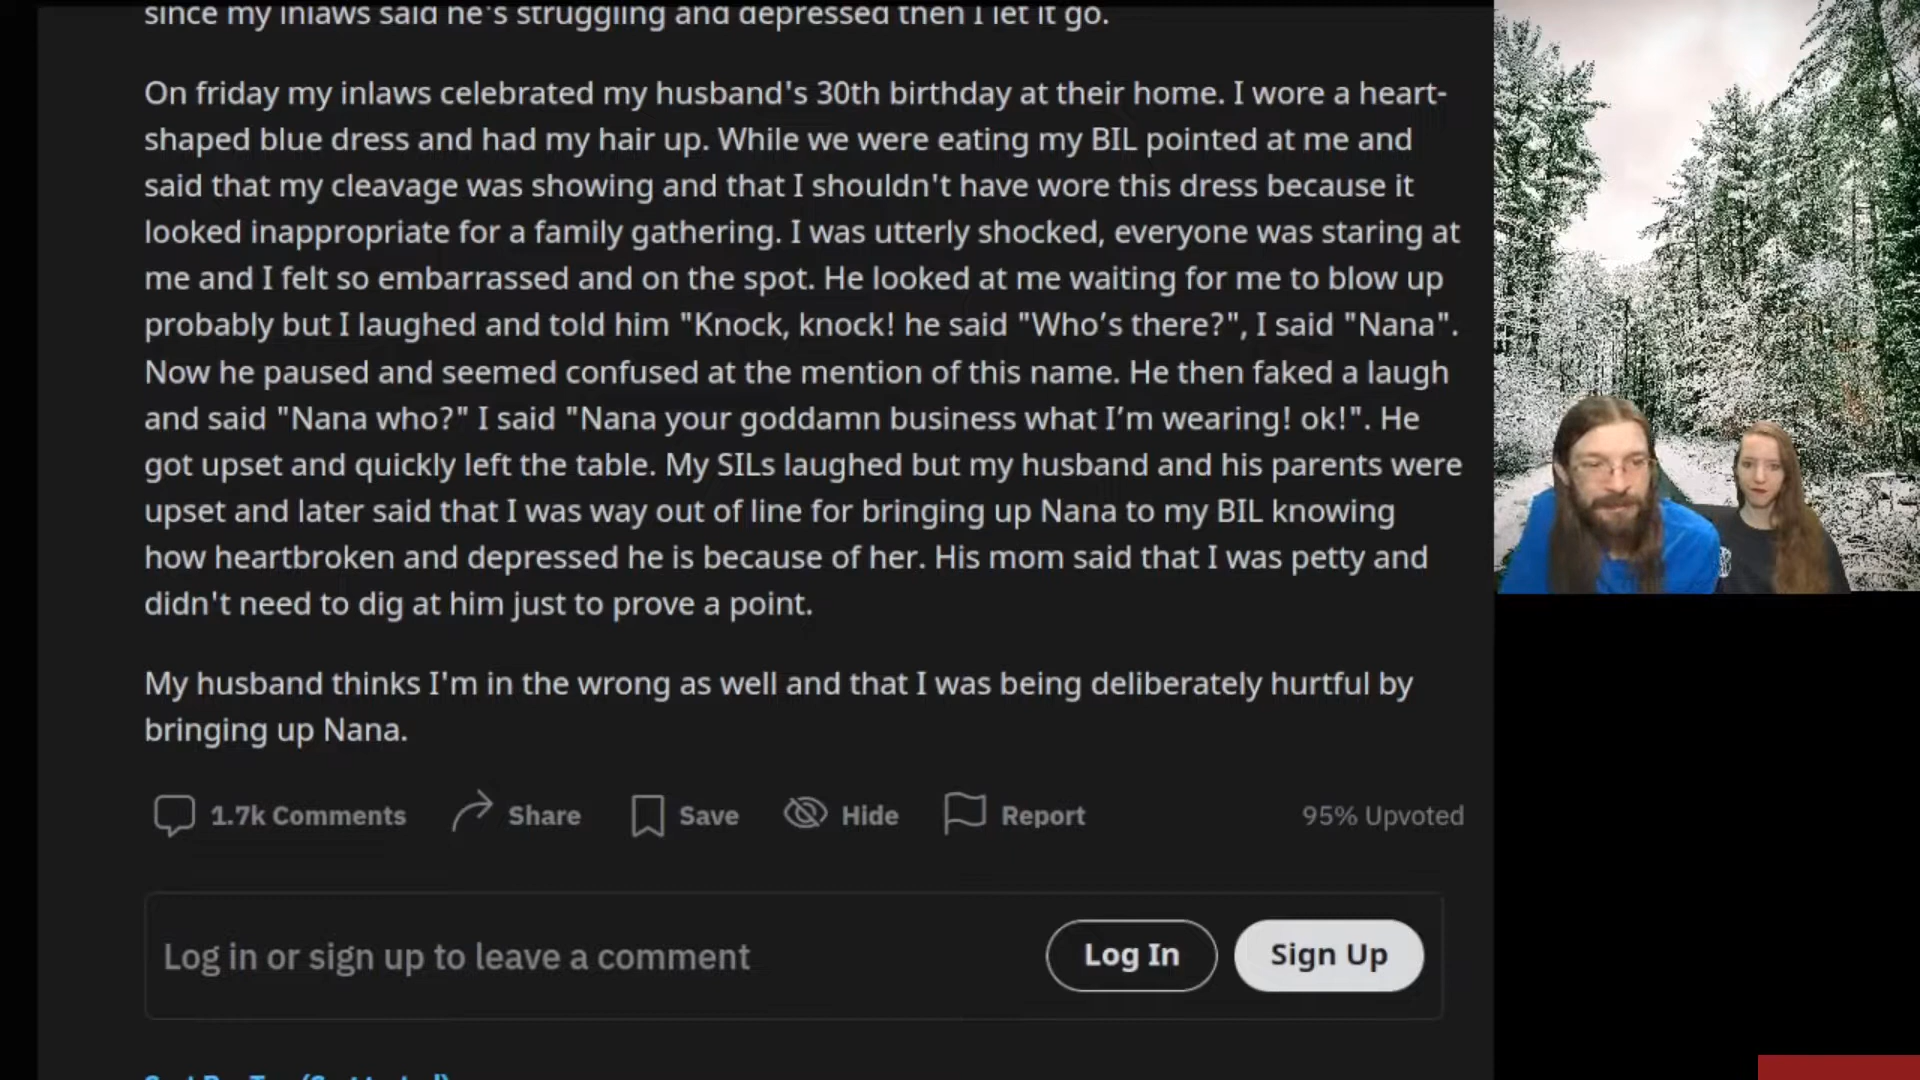 since my inlaws said he's struggling and depressed then I let it go.
On friday my inlaws celebrated my husband's 30th birthday at their home. I wore a heart-
shaped blue dress and had my hair up. While we were eating my BIL pointed at me and
said that my cleavage was showing and that I shouldn't have wore this dress because it
looked inappropriate for a family gathering. I was utterly shocked, everyone was staring at
me and I felt so embarrassed and on the spot. He looked at me waiting for me to blow up
probably but I laughed and told him "Knock, knock! he said "Who’s there?", I said "Nana".
Now he paused and seemed confused at the mention of this name. He then faked a laugh
and said "Nana who?" I said "Nana your goddamn business what I’m wearing! ok!". He
got upset and quickly left the table. My SILs laughed but my husband and his parents were
upset and later said that I was way out of line for bringing up Nana to my BIL knowing
how heartbroken and depressed he is because of her. His mom said that I was petty and
didn't need to dig at him just to prove a point.
My husband thinks I'm in the wrong as well and that I was being deliberately hurtful by
bringing up Nana.
1.7k Comments Share Save Hide Report 95% Upvoted
Log in or sign up to leave a comment Log In Sign Up